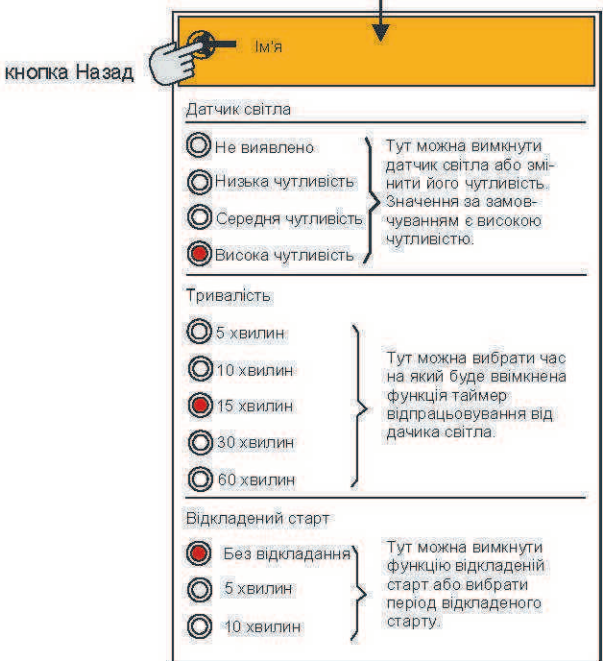 Ім'я
кнопка Назад
Датчик світла
Не виявлено
Низька чутливість
Середня чутливість
Висока чутливість
Тут можна вимкнути
датчик світла або змі-
нити його чутливість.
Значення за замов-
чуванням є високою
чутливістю.
Тривалість
5 хвилин
10 хвилин
15 хвилин
30 хвилин
60 хвилин
Тут можна вибрати час
на який буде ввімкнена
функція таймер
відпрацьовування від
дачика світла.
Відкладений старт
Без відкладання
5 хвилин
10 хвилин
Тут можна вимкнути
функцію відкладеній
старт або вибрати
період відкладеного
старту.